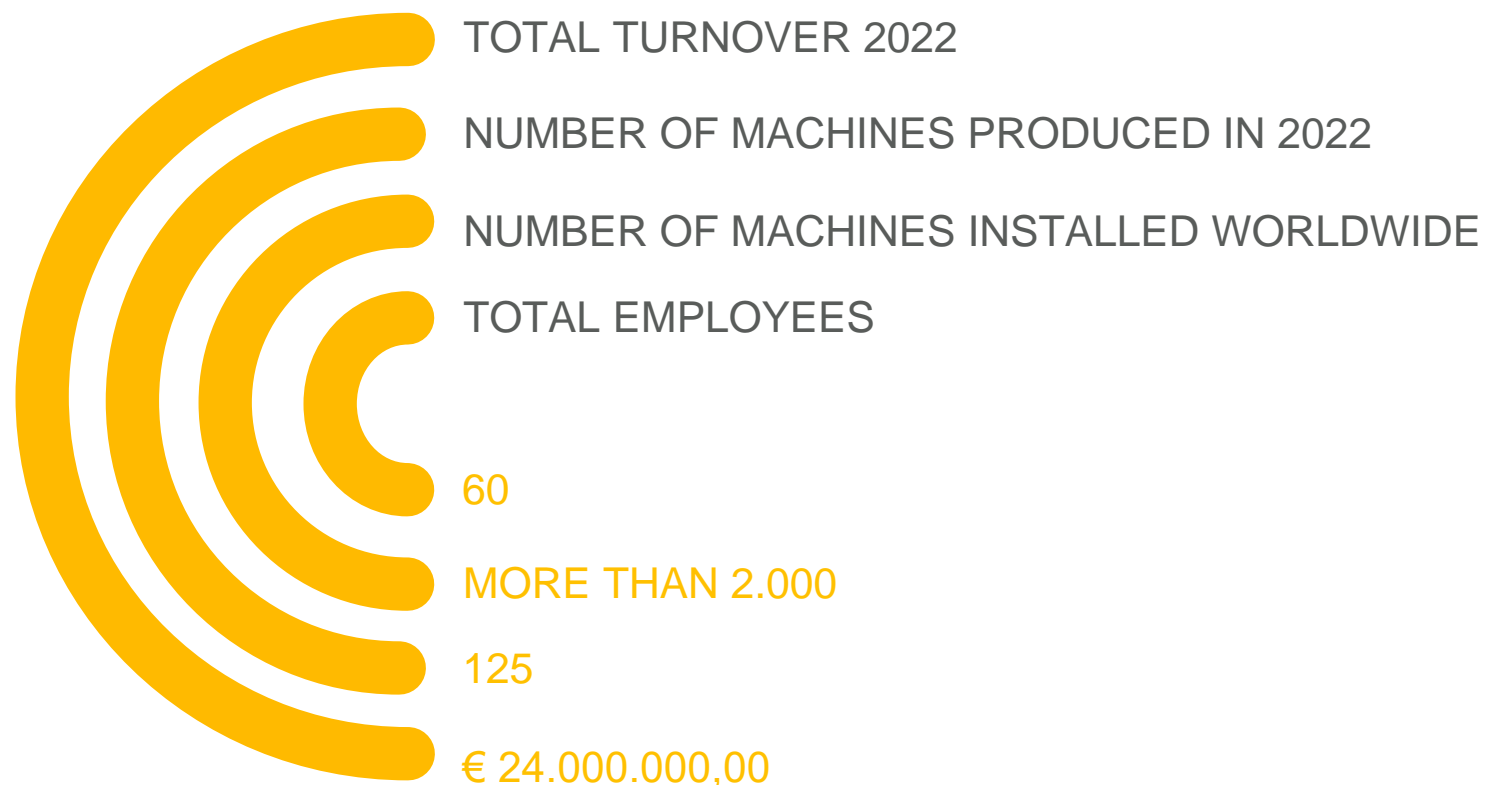 TOTAL TURNOVER 2022
NUMBER OF MACHINES PRODUCED IN 2022
NUMBER OF MACHINES INSTALLED WORLDWIDE
TOTAL EMPLOYEES
60
MORE THAN 2.000
125
€ 24.000.000,00